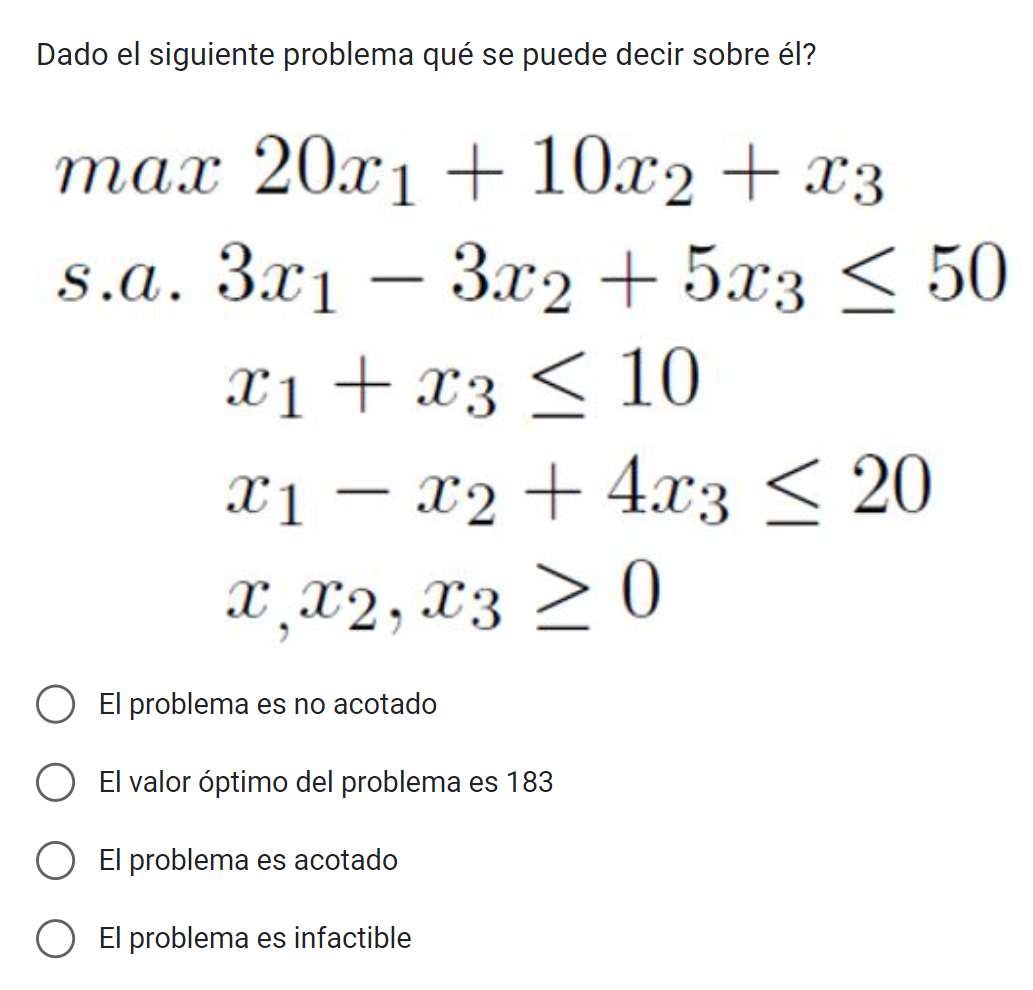 Dado el siguiente problema qué se puede decir sobre él?
max 20x₁ + 10x₂ + x₃
s.a. 3x₁ − 3x₂ + 5x₃ ≤ 50
x₁ + x₃ ≤ 10
x₁ − x₂ + 4x₃ ≤ 20
x,x₂, x₃ ≥ 0
El problema es no acotado
El valor óptimo del problema es 183
El problema es acotado
El problema es infactible